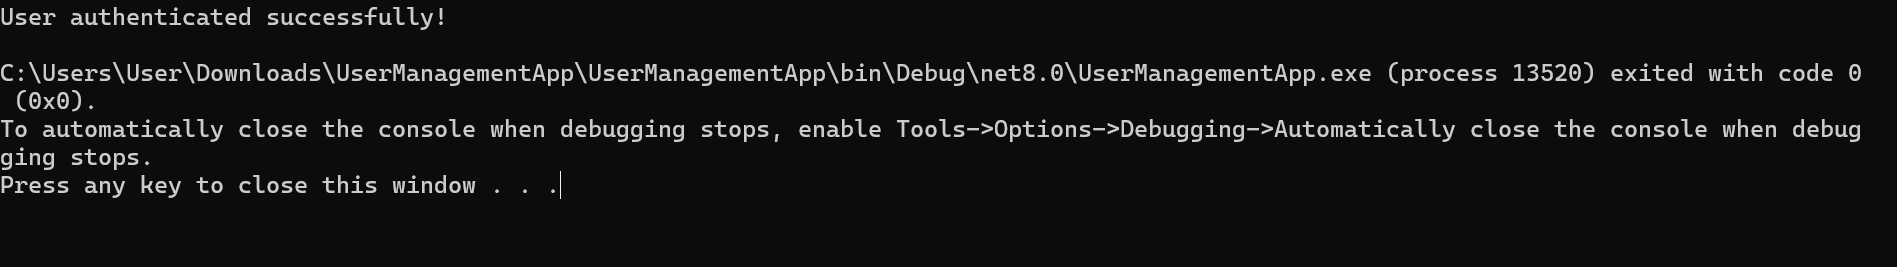 User authenticated successfully!
C:\Users\User\Downloads\UserManagementApp\UserManagementApp\bin\Debug\net8.0\UserManagementApp.exe (process 13520) exited with code 0
 (0x0).
To automatically close the console when debugging stops, enable Tools->Options->Debugging->Automatically close the console when debug
ging stops.
Press any key to close this window . . .